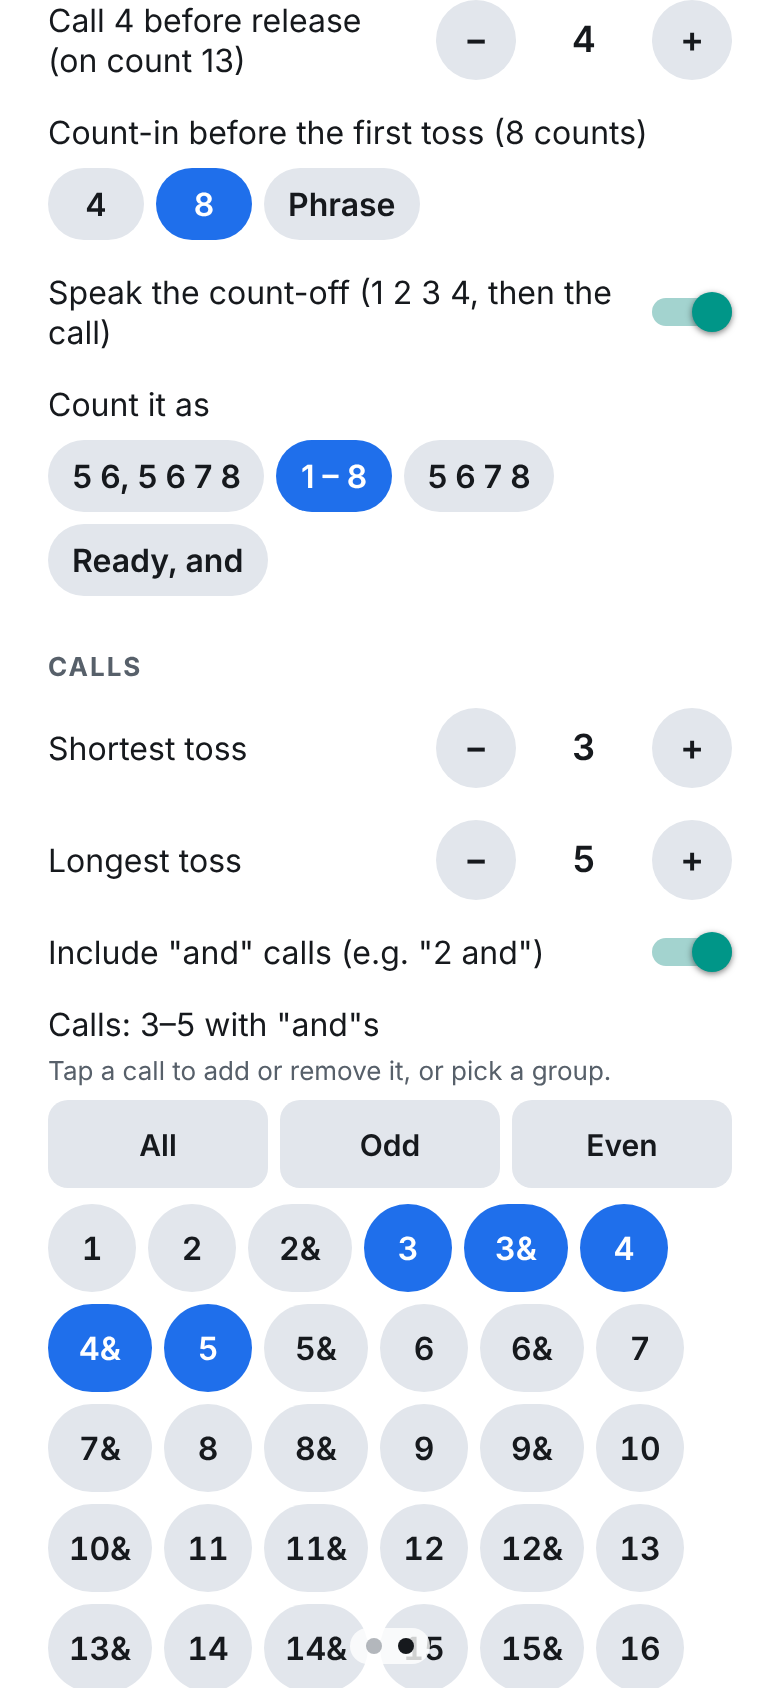 Call 4 before release
(on count 13)
− 4 +
Count-in before the first toss (8 counts)
4 8 Phrase
Speak the count-off (1 2 3 4, then the
call)
Count it as
5 6, 5 6 7 8 1 – 8 5 6 7 8
Ready, and
CALLS
Shortest toss − 3 +
Longest toss − 5 +
Include "and" calls (e.g. "2 and")
Calls: 3–5 with "and"s
Tap a call to add or remove it, or pick a group.
All Odd Even
1 2 2& 3 3& 4
4& 5 5& 6 6& 7
7& 8 8& 9 9& 10
10& 11 11& 12 12& 13
13& 14 14& 15 15& 16